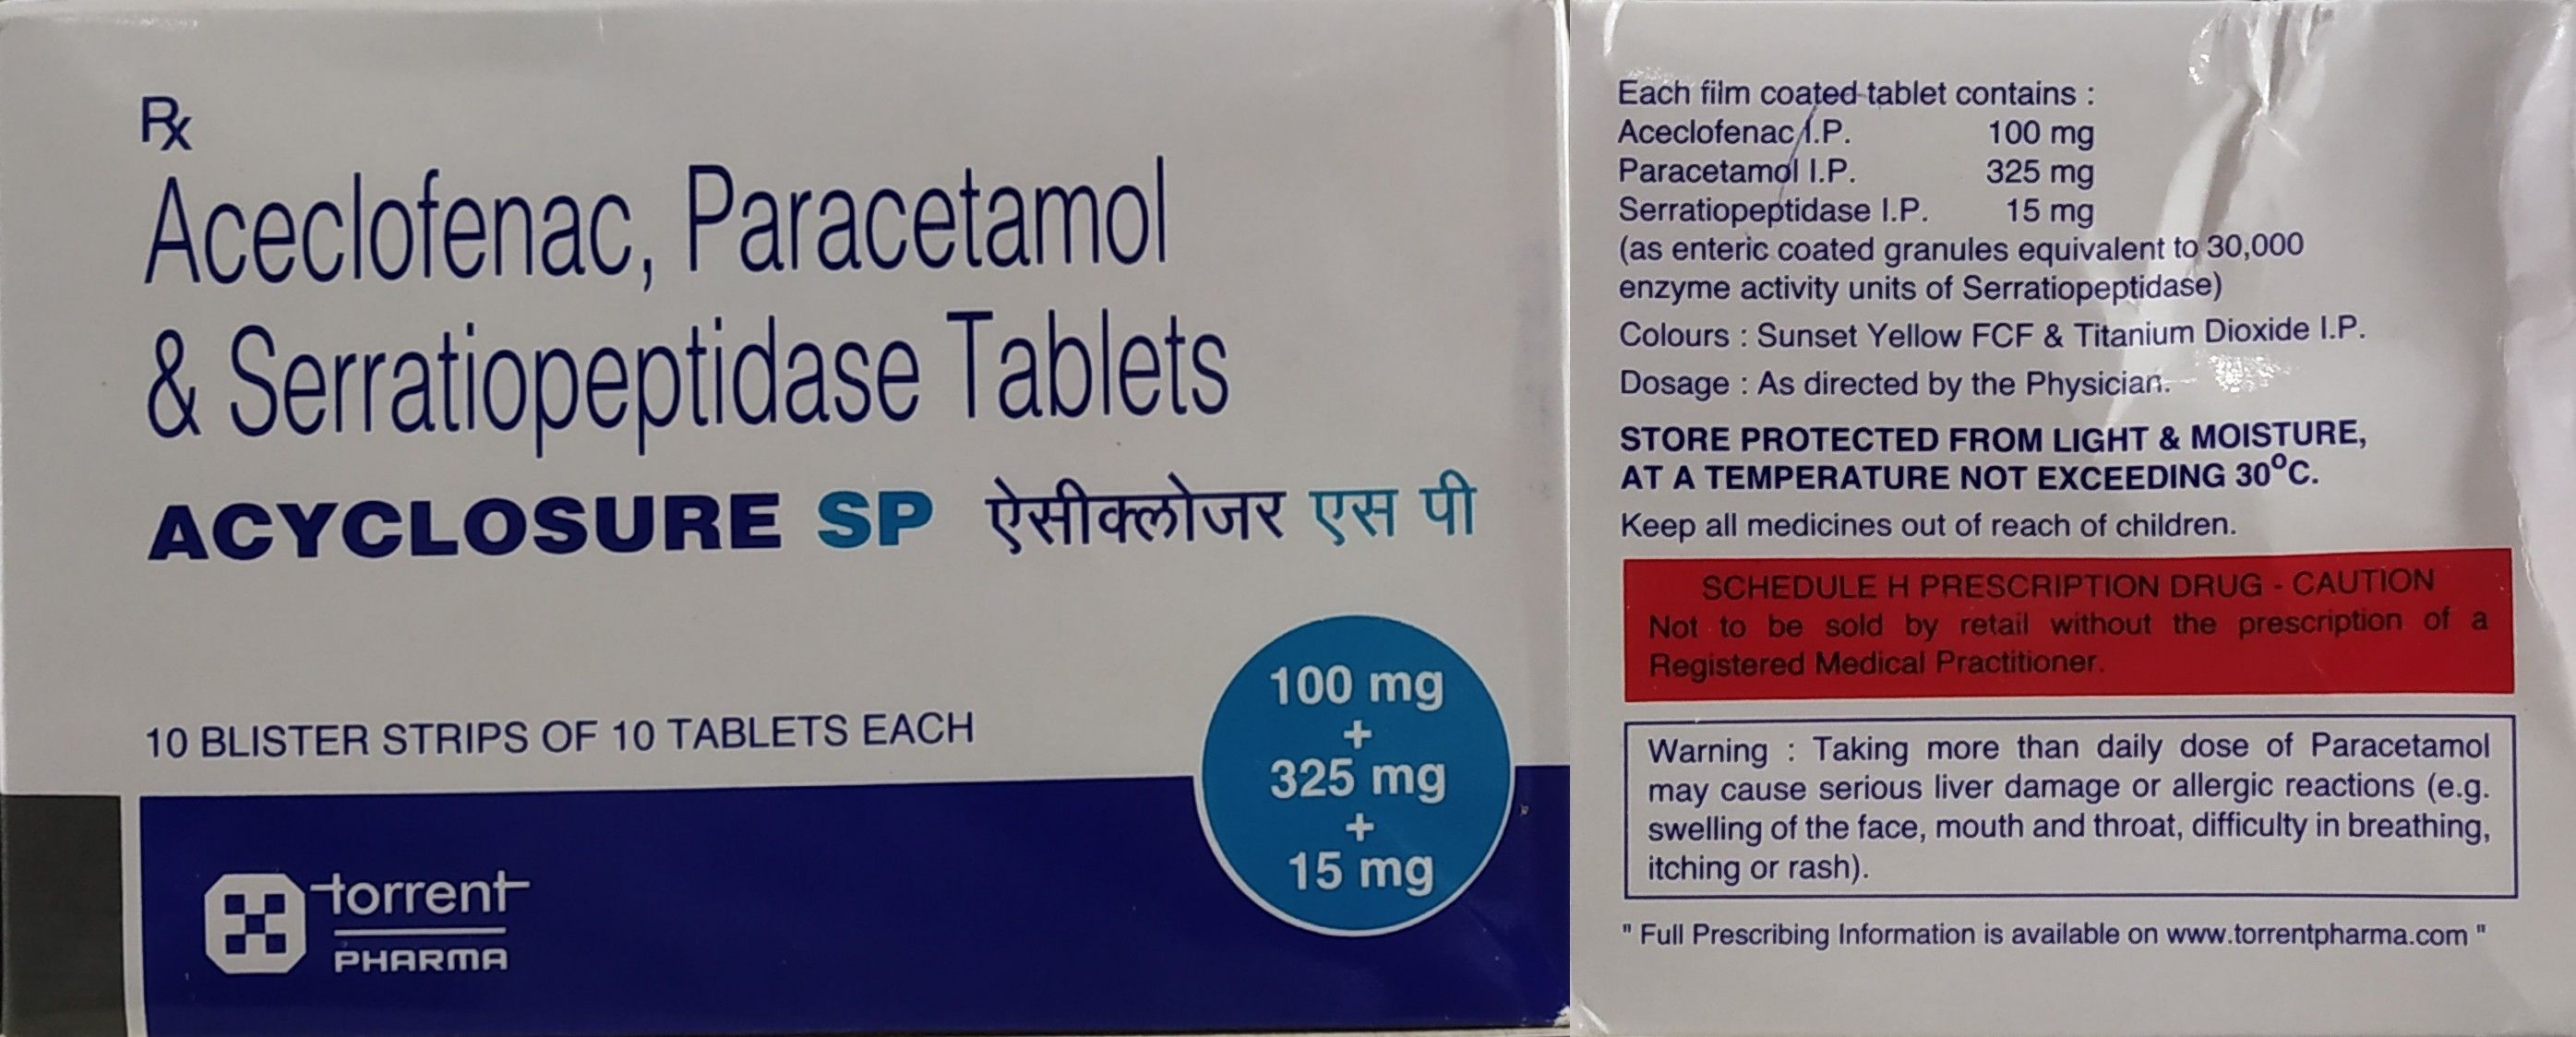 Rx
Aceclofenac, Paracetamol
& Serratiopeptidase Tablets
ACYCLOSURE SP ऐसीक्लोजर एस पी
10 BLISTER STRIPS OF 10 TABLETS EACH
100 mg
+
325 mg
+
15 mg
torrent
PHARMA
Each film coated tablet contains :
Aceclofenac I.P. 100 mg
Paracetamol I.P. 325 mg
Serratiopeptidase I.P. 15 mg
(as enteric coated granules equivalent to 30,000
enzyme activity units of Serratiopeptidase)
Colours : Sunset Yellow FCF & Titanium Dioxide I.P.
Dosage : As directed by the Physician.
STORE PROTECTED FROM LIGHT & MOISTURE,
AT A TEMPERATURE NOT EXCEEDING 30°C.
Keep all medicines out of reach of children.
SCHEDULE H PRESCRIPTION DRUG - CAUTION
Not to be sold by retail without the prescription of a
Registered Medical Practitioner.
Warning : Taking more than daily dose of Paracetamol
may cause serious liver damage or allergic reactions (e.g.
swelling of the face, mouth and throat, difficulty in breathing,
itching or rash).
" Full Prescribing Information is available on www.torrentpharma.com "